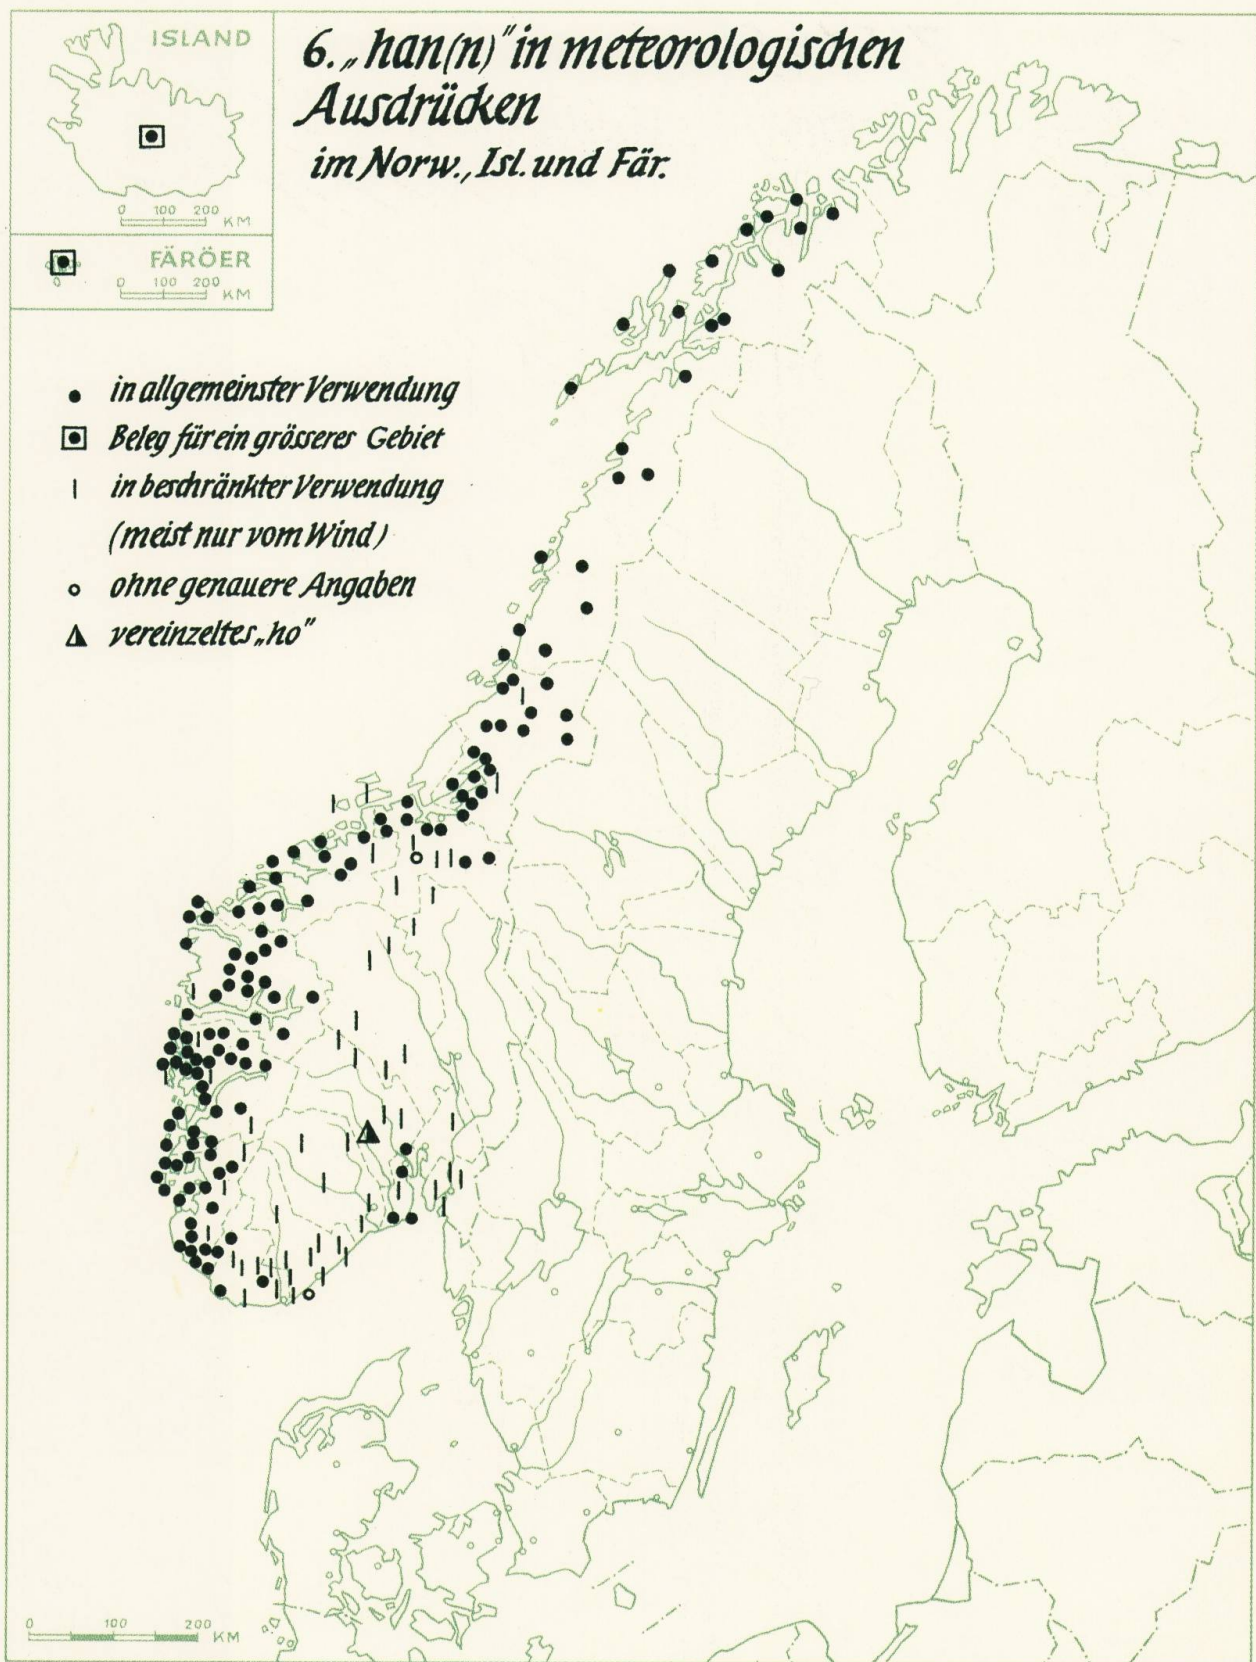 ISLAND
0 100 200
KM
FÄRÖER
0 100 200
KM
6. „han(n)” in meteorologischen
Ausdrücken
im Norw., Isl. und Fär.
in allgemeinster Verwendung
Beleg für ein grösseres Gebiet
in beschränkter Verwendung
(meist nur vom Wind)
ohne genauere Angaben
vereinzeltes „ho”
0 100 200
KM